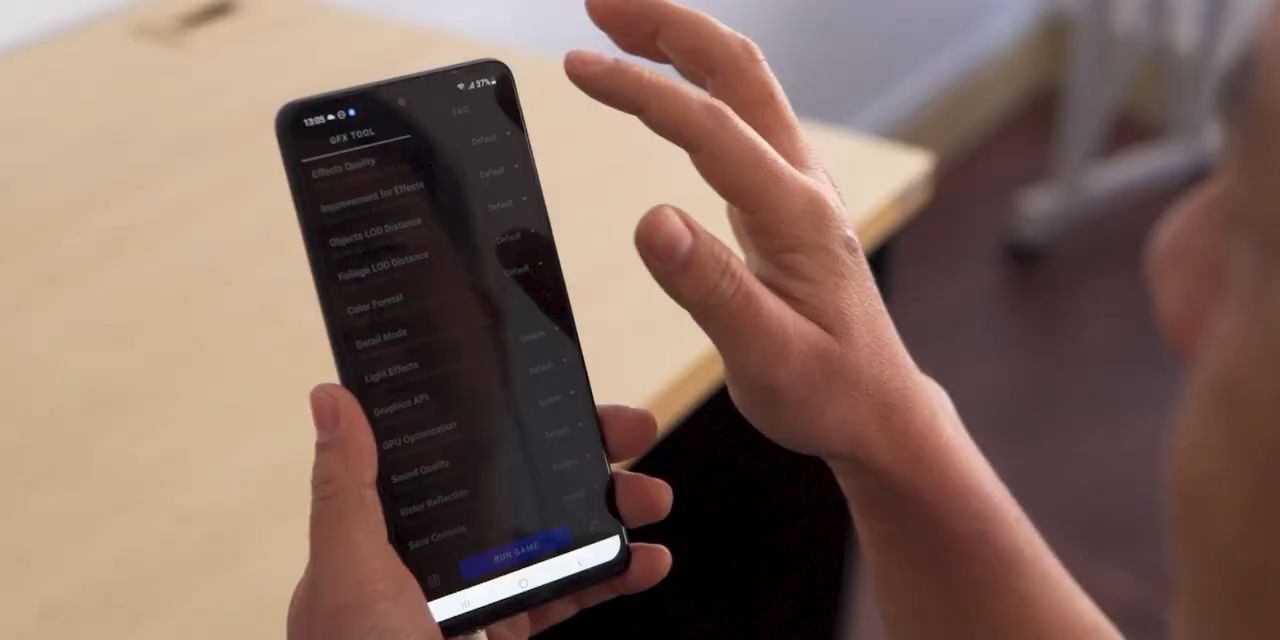 13:05 37%
GFX TOOL FAQ
Effects Quality Default
Improvement for Effects Default
Objects LOD Distance Default
Foliage LOD Distance Default
Color Format Default
Detail Mode
Light Effects
Graphics API Default
GPU Optimization
Sound Quality Default
Water Reflection
Save Controls
RUN GAME